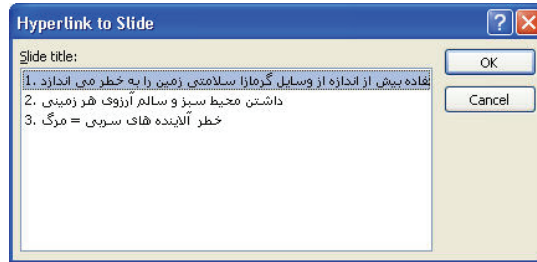 Hyperlink to Slide
Slide title:
1. فاده بیش از اندازه از وسایل گرمازا سلامتی زمین را به خطر می اندازد
2. داشتن محیط سبز و سالم آرزوی هر زمینی
3. خطر آلاینده های سربی = مرگ
OK
Cancel